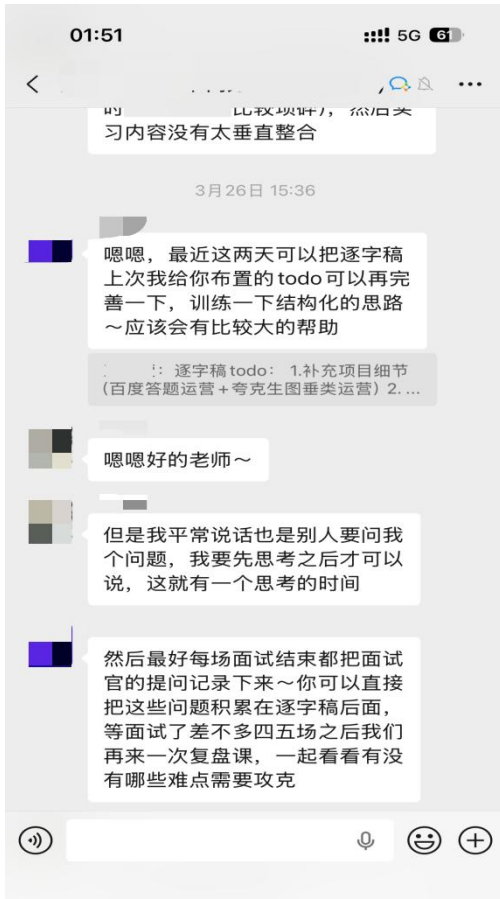 01:51
5G 61
习内容没有太垂直整合
3月26日 15:36
嗯嗯，最近这两天可以把逐字稿
上次我给你布置的todo可以再完
善一下，训练一下结构化的思路
～应该会有比较大的帮助
：逐字稿todo：1.补充项目细节
（百度答题运营+夸克生图垂类运营）2. ...
嗯嗯好的老师～
但是我平常说话也是别人要问我
个问题，我要先思考之后才可以
说，这就有一个思考的时间
然后最好每场面试结束都把面试
官的提问记录下来～你可以直接
把这些问题积累在逐字稿后面，
等面试了差不多四五场之后我们
再来一次复盘课，一起看看有没
有哪些难点需要攻克